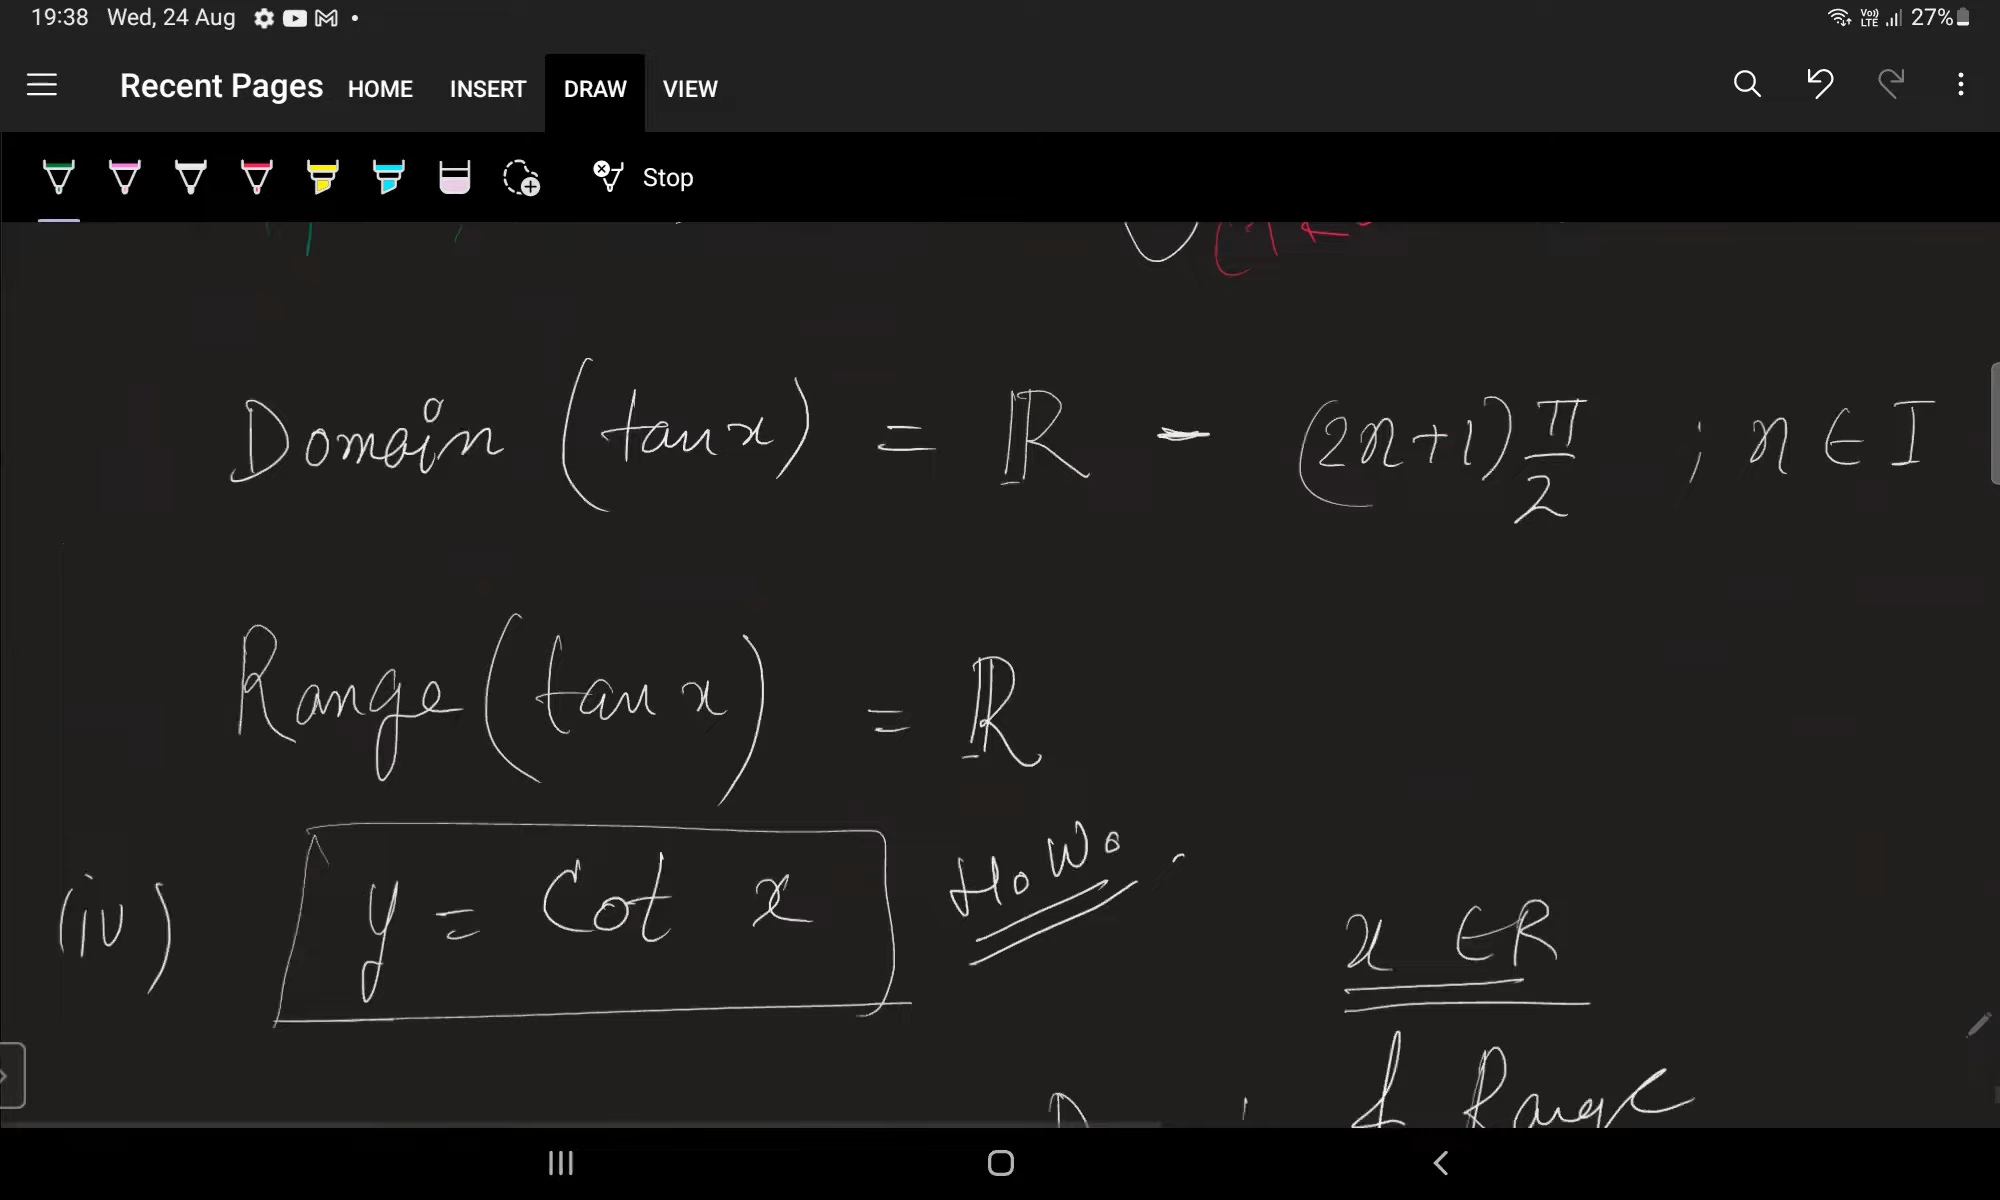 19:38 Wed, 24 Aug 27%
Recent Pages HOME INSERT DRAW VIEW
Stop
Domain (tan x) = ℝ - (2n+1) π/2 ; n ∈ I
Range (tan x) = ℝ
(iv) y = Cot x H.W.
x ∈ R
& Range